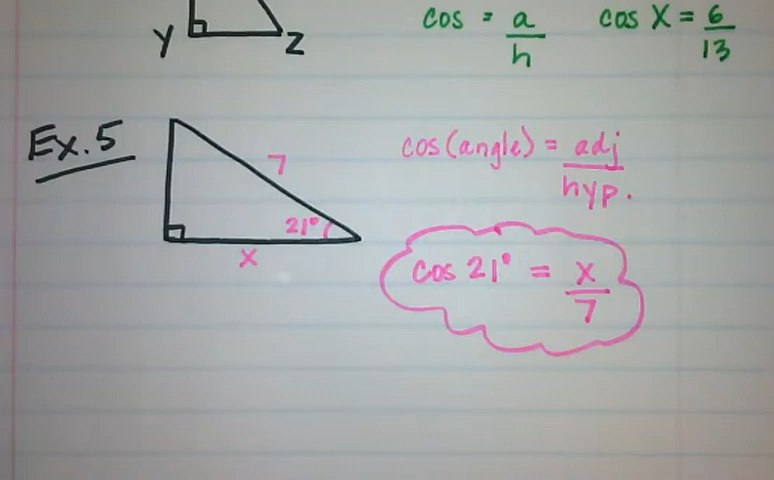 Y Z
cos = a/h
cos X = 6/13
Ex. 5
7
21°
x
cos(angle) = adj/hyp.
cos 21° = x/7